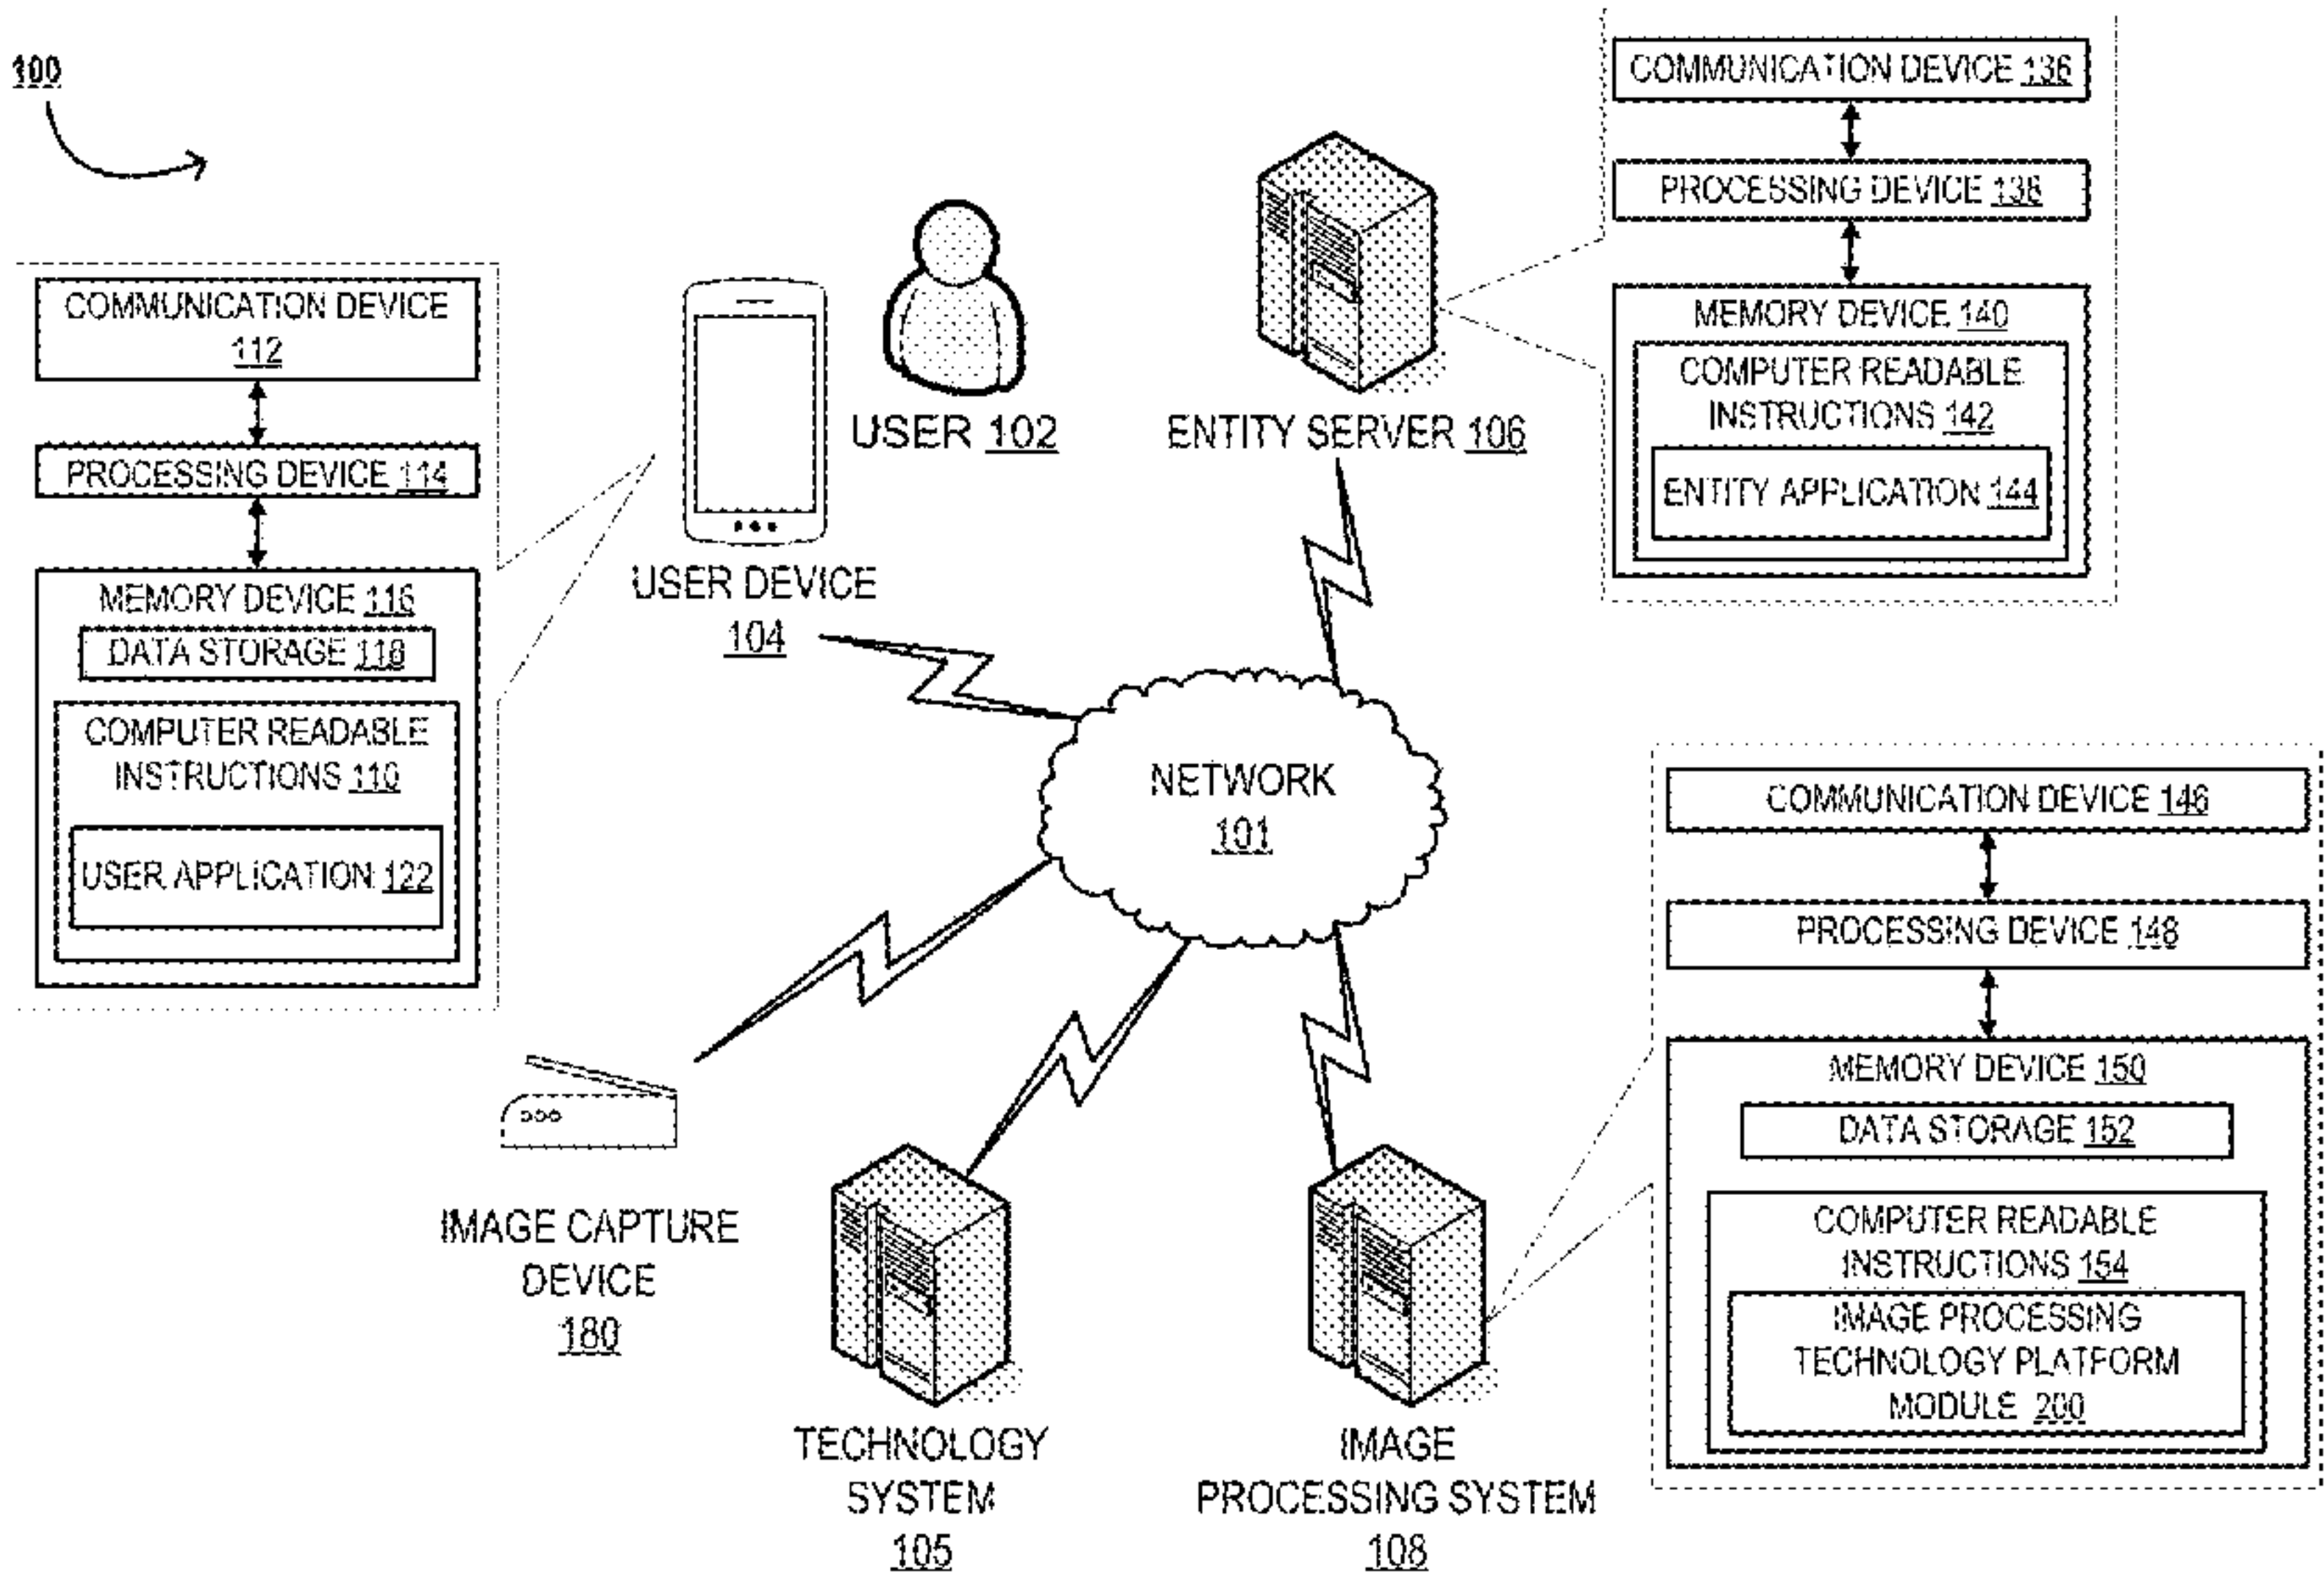 100
COMMUNICATION DEVICE
112
PROCESSING DEVICE 114
MEMORY DEVICE 116
DATA STORAGE 118
COMPUTER READABLE
INSTRUCTIONS 110
USER APPLICATION 122
USER 102
USER DEVICE
104
ENTITY SERVER 106
COMMUNICATION DEVICE 136
PROCESSING DEVICE 138
MEMORY DEVICE 140
COMPUTER READABLE
INSTRUCTIONS 142
ENTITY APPLICATION 144
NETWORK
101
IMAGE CAPTURE
DEVICE
180
TECHNOLOGY
SYSTEM
105
IMAGE
PROCESSING SYSTEM
108
COMMUNICATION DEVICE 146
PROCESSING DEVICE 148
MEMORY DEVICE 150
DATA STORAGE 152
COMPUTER READABLE
INSTRUCTIONS 154
IMAGE PROCESSING
TECHNOLOGY PLATFORM
MODULE 200